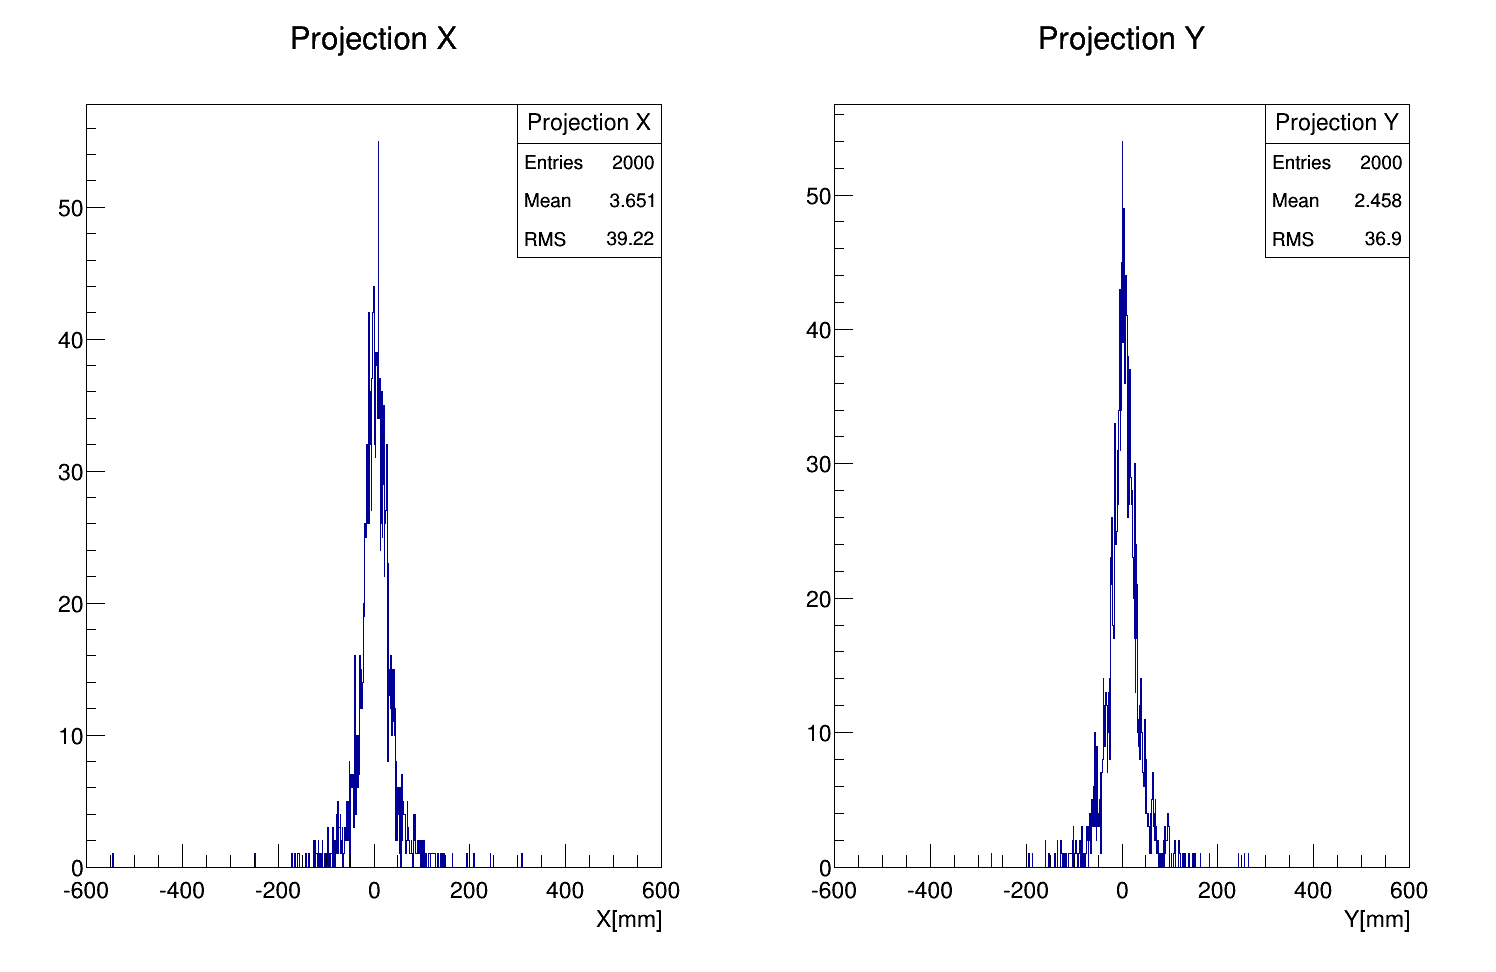 Projection X
Projection X
Entries 2000
Mean 3.651
RMS 39.22
50
40
30
20
10
0
-600 -400 -200 0 200 400 600
X[mm]
Projection Y
Projection Y
Entries 2000
Mean 2.458
RMS 36.9
50
40
30
20
10
0
-600 -400 -200 0 200 400 600
Y[mm]